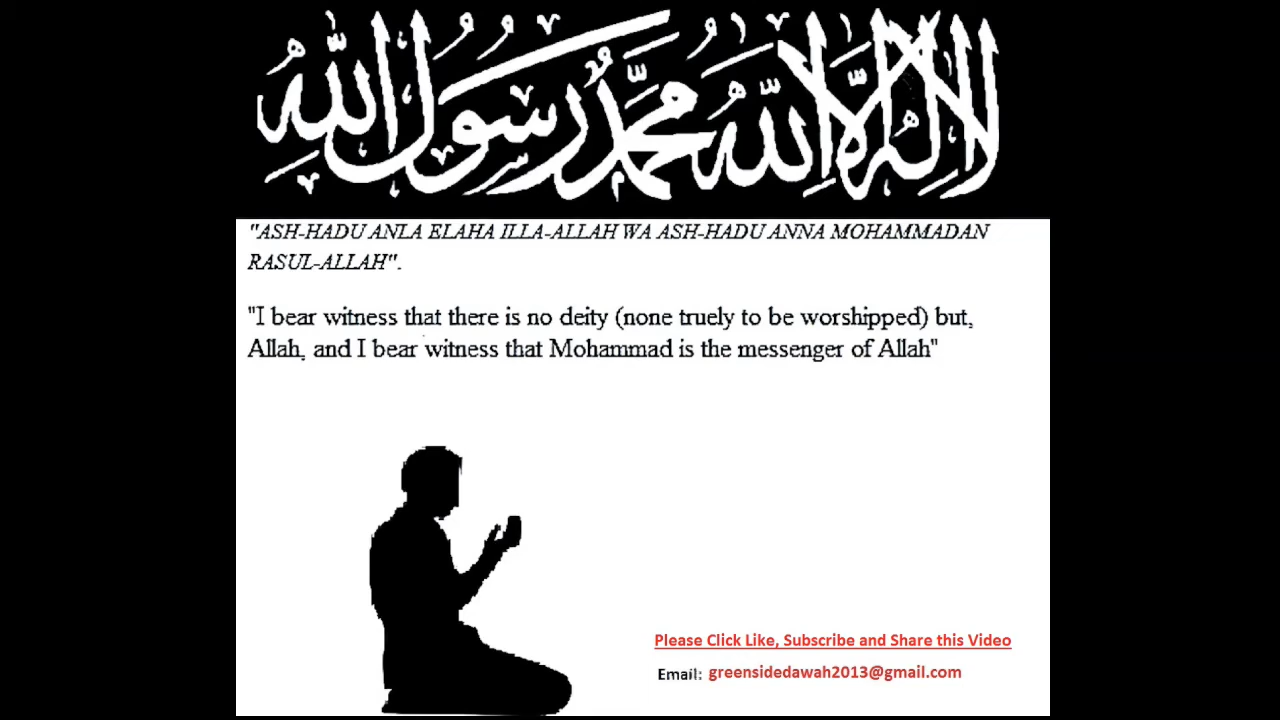 لا إله إلا الله محمد رسول الله
"ASH-HADU ANLA ELAHA ILLA-ALLAH WA ASH-HADU ANNA MOHAMMADAN
RASUL-ALLAH".
"I bear witness that there is no deity (none truely to be worshipped) but,
Allah, and I bear witness that Mohammad is the messenger of Allah"
Please Click Like, Subscribe and Share this Video
Email: greensidedawah2013@gmail.com